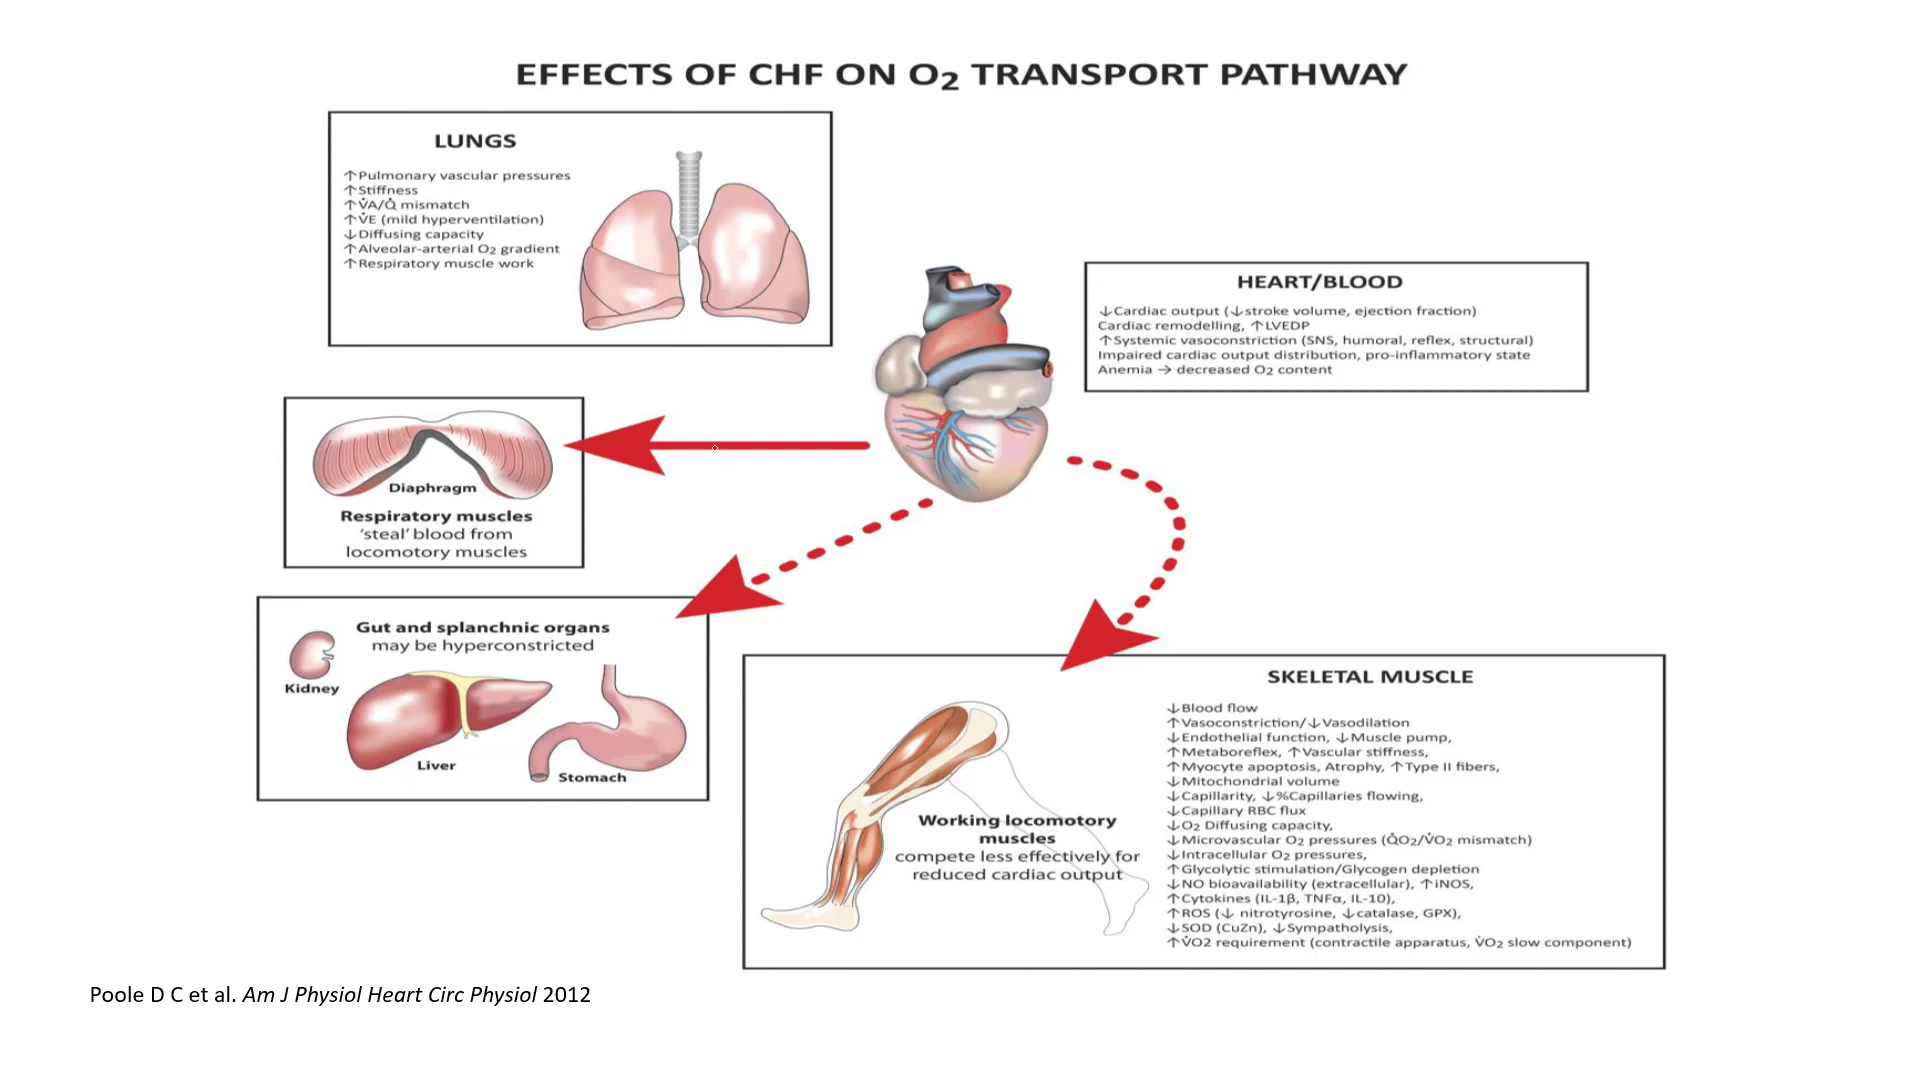 EFFECTS OF CHF ON O₂ TRANSPORT PATHWAY
LUNGS
↑Pulmonary vascular pressures
↑Stiffness
↑V̇A/Q̇ mismatch
↑V̇E (mild hyperventilation)
↓Diffusing capacity
↑Alveolar-arterial O₂ gradient
↑Respiratory muscle work
HEART/BLOOD
↓Cardiac output (↓stroke volume, ejection fraction)
Cardiac remodelling, ↑LVEDP
↑Systemic vasoconstriction (SNS, humoral, reflex, structural)
Impaired cardiac output distribution, pro-inflammatory state
Anemia → decreased O₂ content
Diaphragm
Respiratory muscles
‘steal’ blood from
locomotory muscles
Gut and splanchnic organs
may be hyperconstricted
Kidney
Liver
Stomach
SKELETAL MUSCLE
↓Blood flow
↑Vasoconstriction/↓Vasodilation
↓Endothelial function, ↓Muscle pump,
↑Metaboreflex, ↑Vascular stiffness,
↑Myocyte apoptosis, Atrophy, ↑Type II fibers,
↓Mitochondrial volume
↓Capillarity, ↓%Capillaries flowing,
↓Capillary RBC flux
↓O₂ Diffusing capacity,
↓Microvascular O₂ pressures (Q̇O₂/V̇O₂ mismatch)
↓Intracellular O₂ pressures,
↑Glycolytic stimulation/Glycogen depletion
↓NO bioavailability (extracellular), ↑iNOS,
↑Cytokines (IL-1β, TNFα, IL-10),
↑ROS (↓ nitrotyrosine, ↓catalase, GPX),
↓SOD (CuZn), ↓Sympatholysis,
↑V̇O2 requirement (contractile apparatus, V̇O₂ slow component)
Working locomotory
muscles
compete less effectively for
reduced cardiac output
Poole D C et al. Am J Physiol Heart Circ Physiol 2012